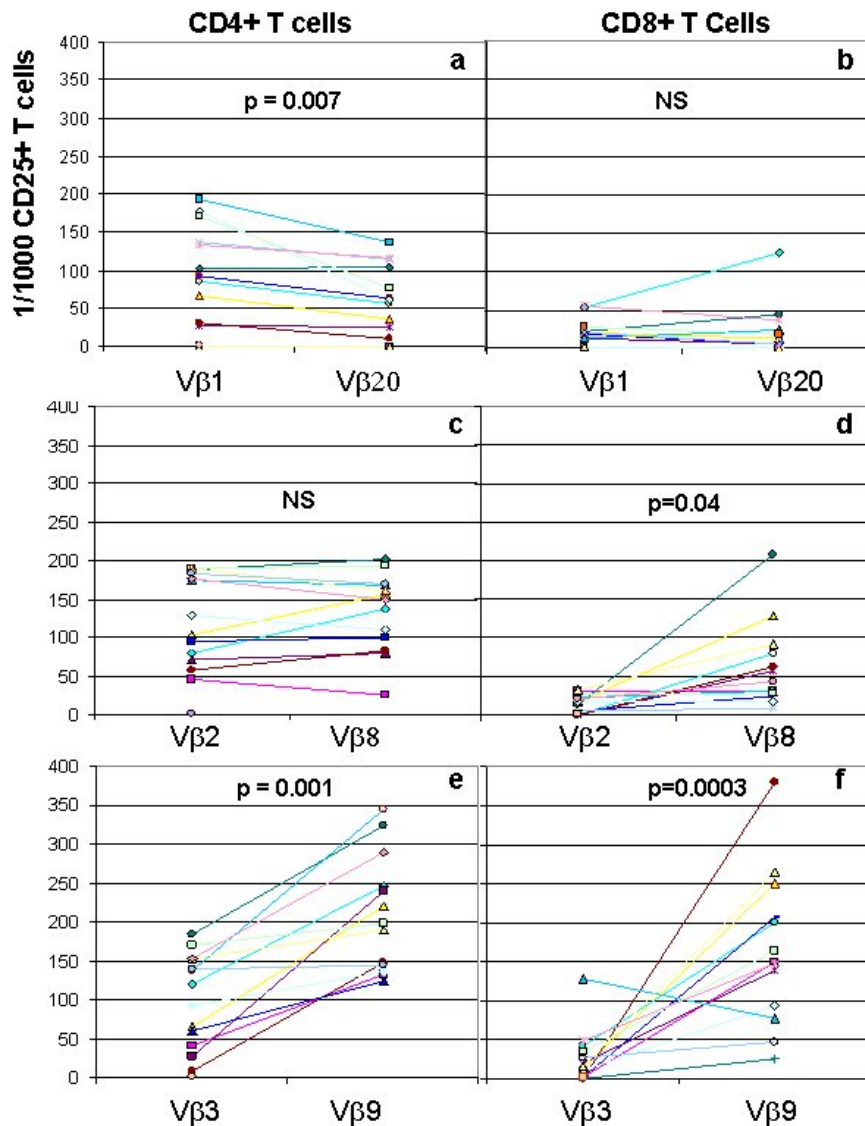 CD4+ T cells CD8+ T Cells
1/1000 CD25+ T cells
400 a b
350
300 p = 0.007 NS
250
200
150
100
50
0
Vβ1 Vβ20 Vβ1 Vβ20
400 c d
350
300 NS p=0.04
250
200
150
100
50
0
Vβ2 Vβ8 Vβ2 Vβ8
400 e f
350 p = 0.001 p=0.0003
300
250
200
150
100
50
0
Vβ3 Vβ9 Vβ3 Vβ9